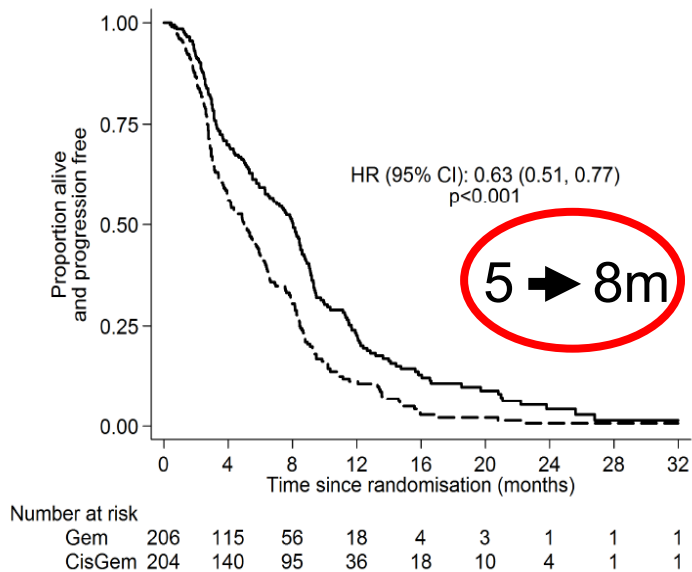 1.00
0.75
0.50
0.25
0.00
Proportion alive
and progression free
HR (95% CI): 0.63 (0.51, 0.77)
p<0.001
5 ➔ 8m
0 4 8 12 16 20 24 28 32
Time since randomisation (months)
Number at risk
Gem 206 115 56 18 4 3 1 1 1
CisGem 204 140 95 36 18 10 4 1 1